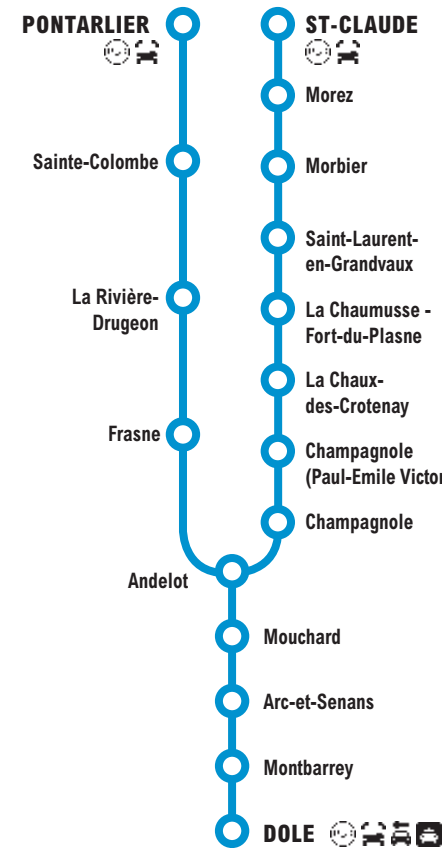 PONTARLIER
Sainte-Colombe
La Rivière-
Drugeon
Frasne
ST-CLAUDE
Morez
Morbier
Saint-Laurent-
en-Grandvaux
La Chaumusse -
Fort-du-Plasne
La Chaux-
des-Crotenay
Champagnole
(Paul-Emile Victor
Champagnole
Andelot
Mouchard
Arc-et-Senans
Montbarrey
DOLE